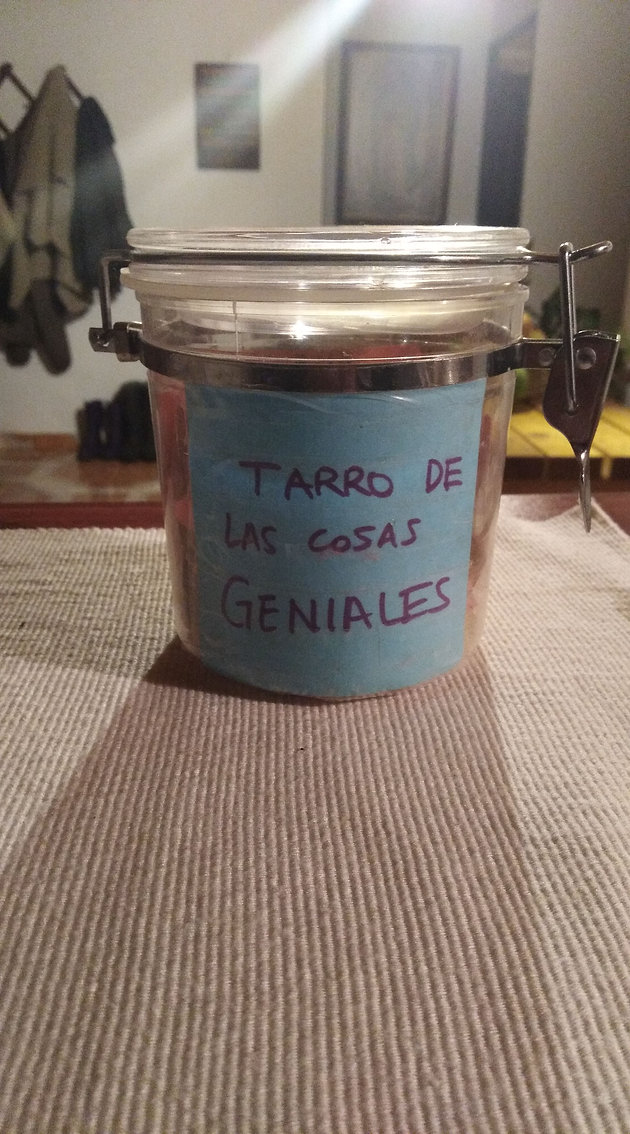 TARRO DE
LAS COSAS
GENIALES